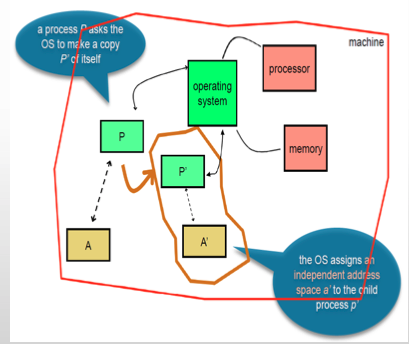 a process P asks the
OS to make a copy
P' of itself
machine
processor
operating
system
memory
P
P'
A
A'
the OS assigns an
independent address
space a' to the child
process p'